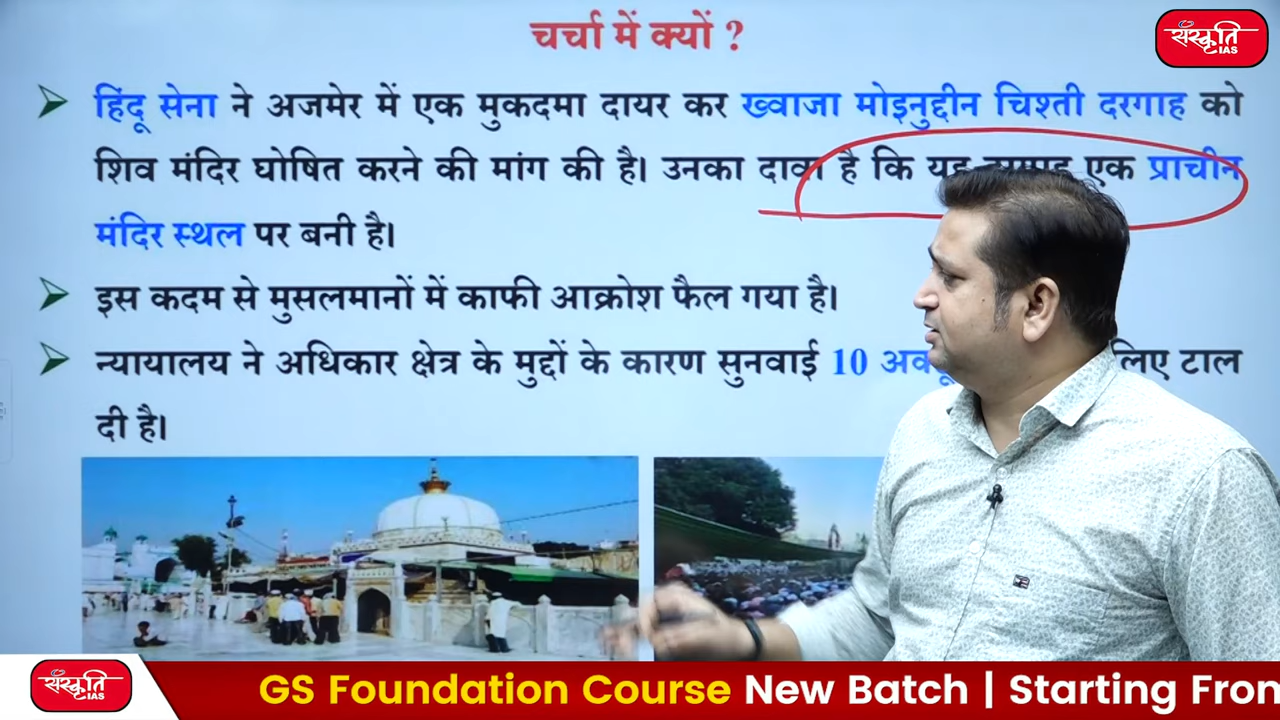 चर्चा में क्यों ?
संस्कृति
IAS
हिंदू सेना ने अजमेर में एक मुकदमा दायर कर ख्वाजा मोइनुद्दीन चिश्ती दरगाह को
शिव मंदिर घोषित करने की मांग की है। उनका दावा है कि यह एक प्राचीन
मंदिर स्थल पर बनी है।
इस कदम से मुसलमानों में काफी आक्रोश फैल गया है।
न्यायालय ने अधिकार क्षेत्र के मुद्दों के कारण सुनवाई 10 लिए टाल
दी है।
संस्कृति
IAS
GS Foundation Course New Batch | Starting